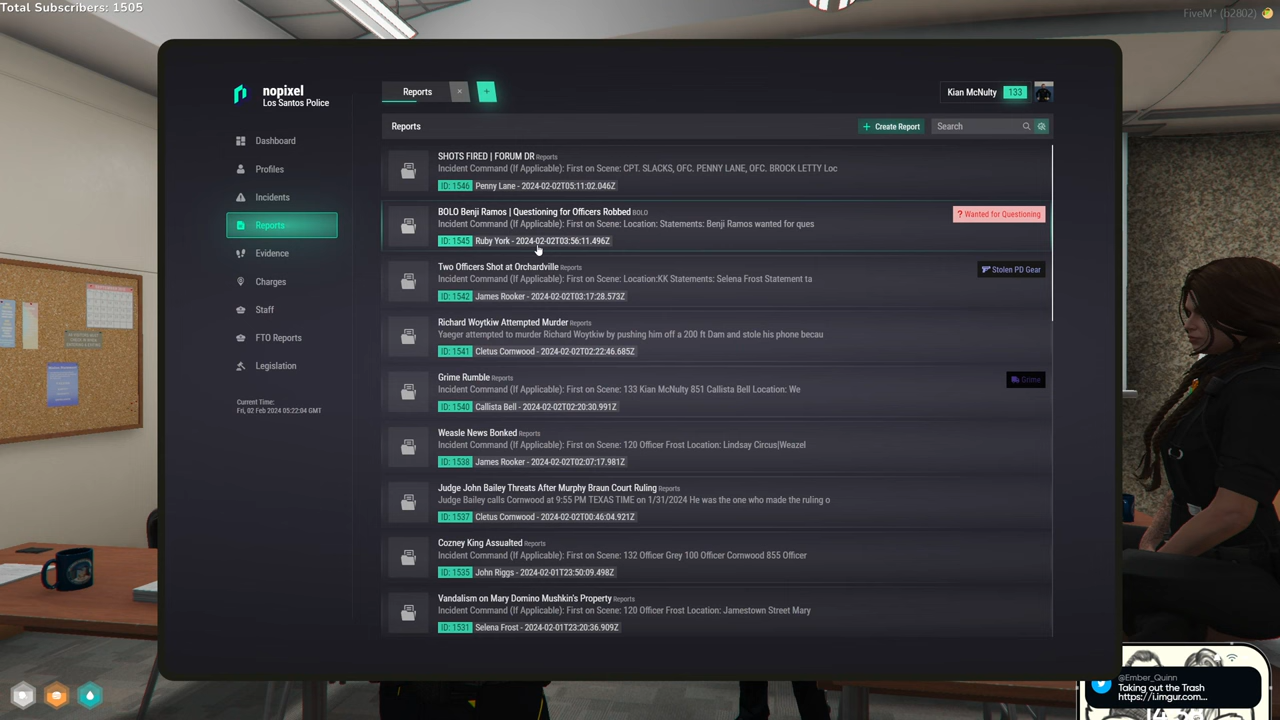 Total Subscribers: 1505
FiveM* (b2802)
nopixel
Los Santos Police
Reports
×
+
Kian McNulty 133
Reports
+ Create Report
Search
Dashboard
Profiles
Incidents
Reports
Evidence
Charges
Staff
FTO Reports
Legislation
Current Time:
Fri, 02 Feb 2024 05:22:04 GMT
SHOTS FIRED | FORUM DR Reports
Incident Command (If Applicable): First on Scene: CPT. SLACKS, OFC. PENNY LANE, OFC. BROCK LETTY Loc
ID: 1546 Penny Lane - 2024-02-02T05:11:02.046Z
BOLO Benji Ramos | Questioning for Officers Robbed BOLO
? Wanted for Questioning
Incident Command (If Applicable): First on Scene: Location: Statements: Benji Ramos wanted for ques
ID: 1545 Ruby York - 2024-02-02T03:56:11.496Z
Two Officers Shot at Orchardville Reports
Stolen PD Gear
Incident Command (If Applicable): First on Scene: Location:KK Statements: Selena Frost Statement ta
ID: 1542 James Rooker - 2024-02-02T03:17:28.573Z
Richard Woytkiw Attempted Murder Reports
Yaeger attempted to murder Richard Woytkiw by pushing him off a 200 ft Dam and stole his phone becau
ID: 1541 Cletus Cornwood - 2024-02-02T02:22:46.685Z
Grime Rumble Reports
Grime
Incident Command (If Applicable): First on Scene: 133 Kian McNulty 851 Callista Bell Location: We
ID: 1540 Callista Bell - 2024-02-02T02:20:30.991Z
Weasle News Bonked Reports
Incident Command (If Applicable): First on Scene: 120 Officer Frost Location: Lindsay Circus|Weazel
ID: 1538 James Rooker - 2024-02-02T02:07:17.981Z
Judge John Bailey Threats After Murphy Braun Court Ruling Reports
Judge Bailey calls Cornwood at 9:55 PM TEXAS TIME on 1/31/2024 He was the one who made the ruling o
ID: 1537 Cletus Cornwood - 2024-02-02T00:46:04.921Z
Cozney King Assualted Reports
Incident Command (If Applicable): First on Scene: 132 Officer Grey 100 Officer Cornwood 855 Officer
ID: 1535 John Riggs - 2024-02-01T23:50:09.498Z
Vandalism on Mary Domino Mushkin's Property Reports
Incident Command (If Applicable): First on Scene: 120 Officer Frost Location: Jamestown Street Mary
ID: 1531 Selena Frost - 2024-02-01T23:20:36.909Z
@Ember_Quinn
Taking out the Trash
https://i.imgur.com...